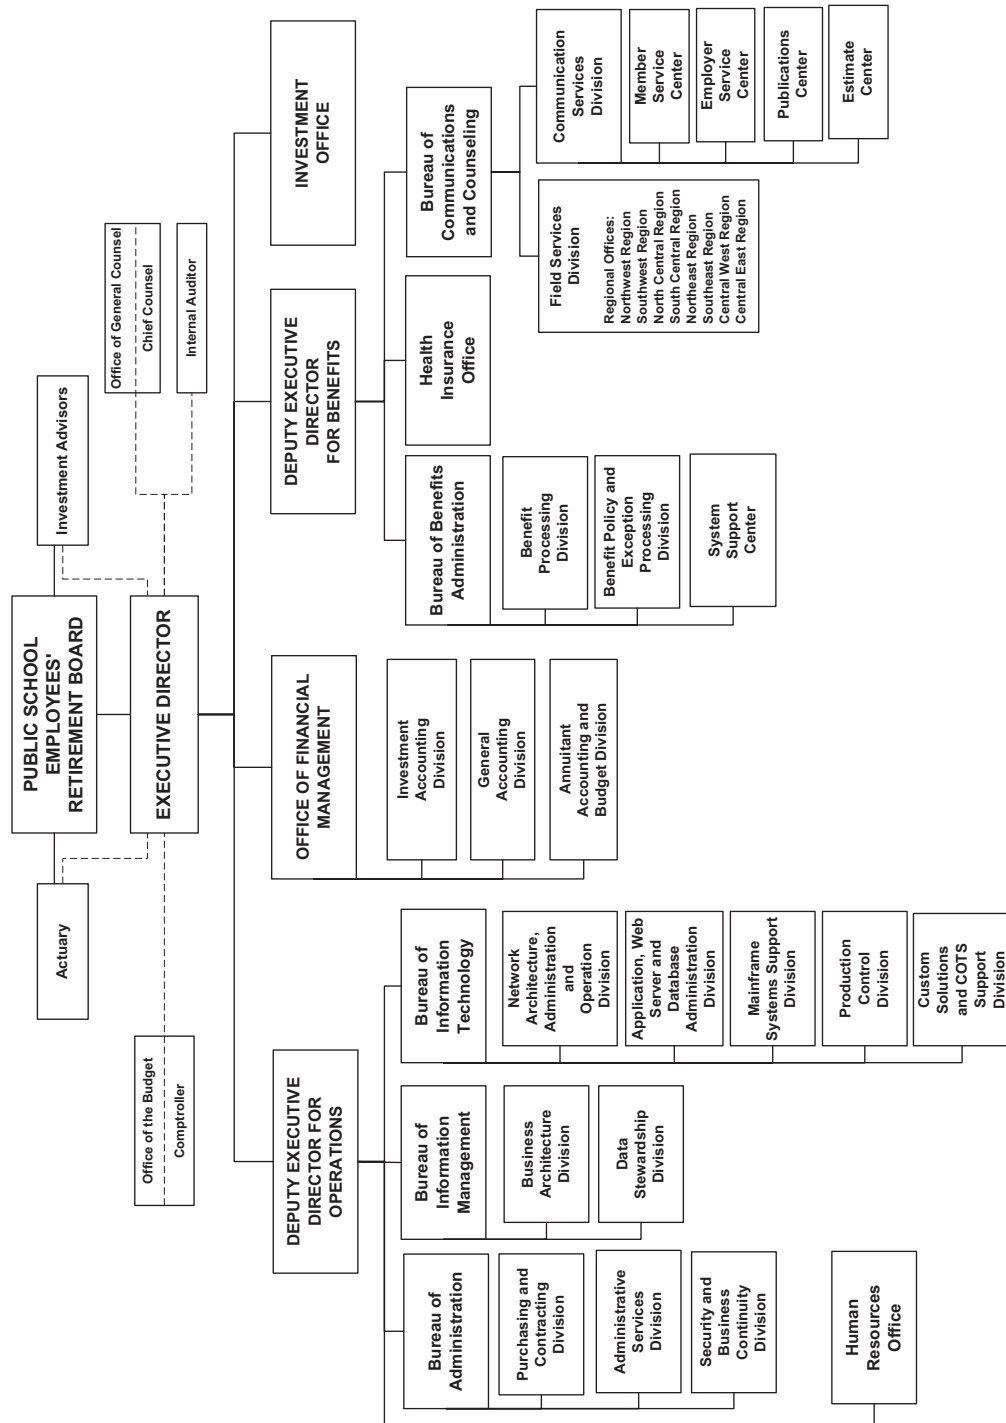 PUBLIC SCHOOL
EMPLOYEES'
RETIREMENT BOARD
Actuary
Investment Advisors
EXECUTIVE DIRECTOR
Office of the Budget
Comptroller
Office of General Counsel
Chief Counsel
Internal Auditor
DEPUTY EXECUTIVE
DIRECTOR FOR
OPERATIONS
OFFICE OF FINANCIAL
MANAGEMENT
DEPUTY EXECUTIVE
DIRECTOR
FOR BENEFITS
INVESTMENT
OFFICE
Bureau of
Administration
Purchasing and
Contracting
Division
Administrative
Services
Division
Security and
Business
Continuity
Division
Human
Resources
Office
Bureau of
Information
Management
Business
Architecture
Division
Data
Stewardship
Division
Bureau of
Information
Technology
Network
Architecture,
Administration
and
Operation
Division
Application, Web
Server and
Database
Administration
Division
Mainframe
Systems Support
Division
Production
Control
Division
Custom
Solutions
and COTS
Support
Division
Investment
Accounting
Division
General
Accounting
Division
Annuitant
Accounting and
Budget Division
Bureau of Benefits
Administration
Benefit
Processing
Division
Benefit Policy and
Exception
Processing
Division
System
Support
Center
Health
Insurance
Office
Bureau of
Communications
and Counseling
Field Services
Division
Regional Offices:
Northwest Region
Southwest Region
North Central Region
South Central Region
Northeast Region
Southeast Region
Central West Region
Central East Region
Communication
Services
Division
Member
Service
Center
Employer
Service
Center
Publications
Center
Estimate
Center